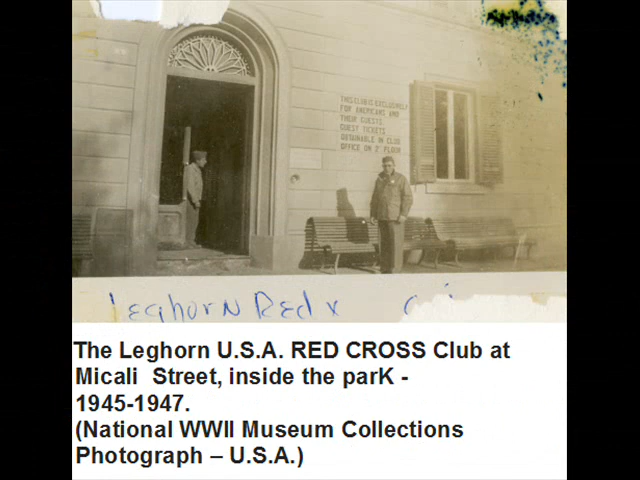 THIS CLUB IS EXCLUSIVELY
FOR AMERICANS AND
THEIR GUESTS
GUEST TICKETS
OBTAINABLE IN CLUB
OFFICE ON 2° FLOOR
Leghorn Red x
The Leghorn U.S.A. RED CROSS Club at
Micali Street, inside the parK -
1945-1947.
(National WWII Museum Collections
Photograph – U.S.A.)